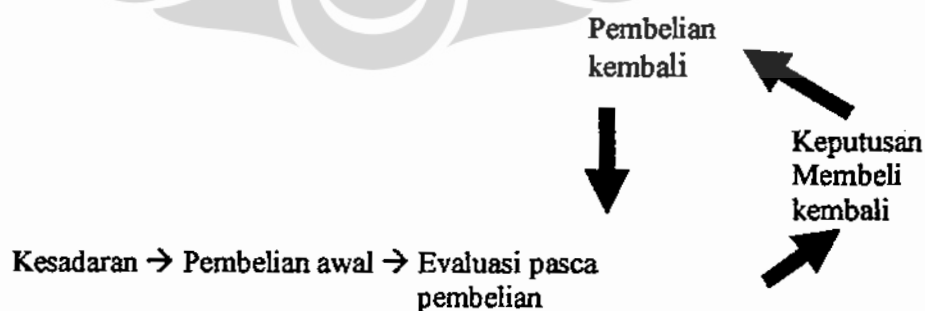 Pembelian
kembali
Keputusan
Membeli
kembali
Kesadaran → Pembelian awal → Evaluasi pasca
pembelian